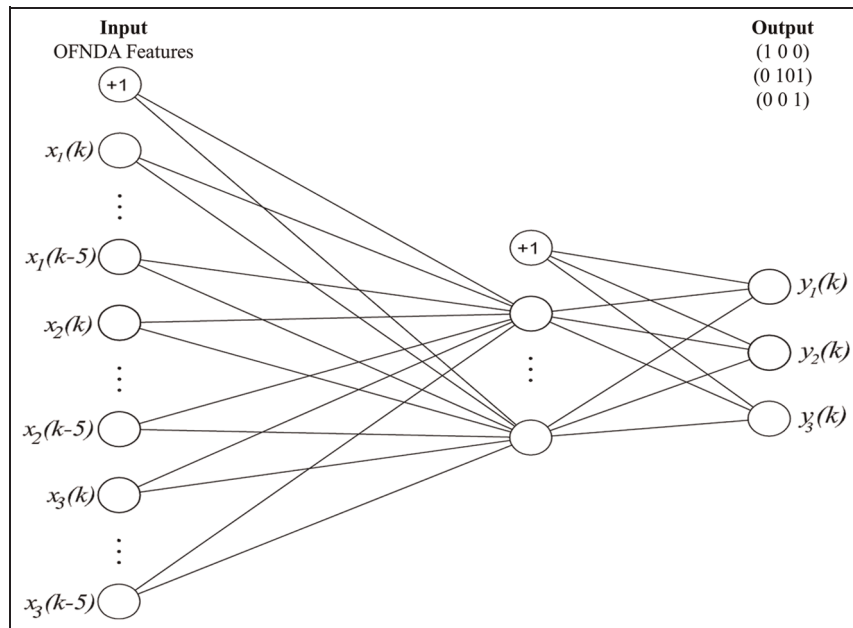 Input
OFNDA Features
+1
x1(k)
x1(k-5)
x2(k)
x2(k-5)
x3(k)
x3(k-5)
+1
Output
(1 0 0)
(0 101)
(0 0 1)
y1(k)
y2(k)
y3(k)